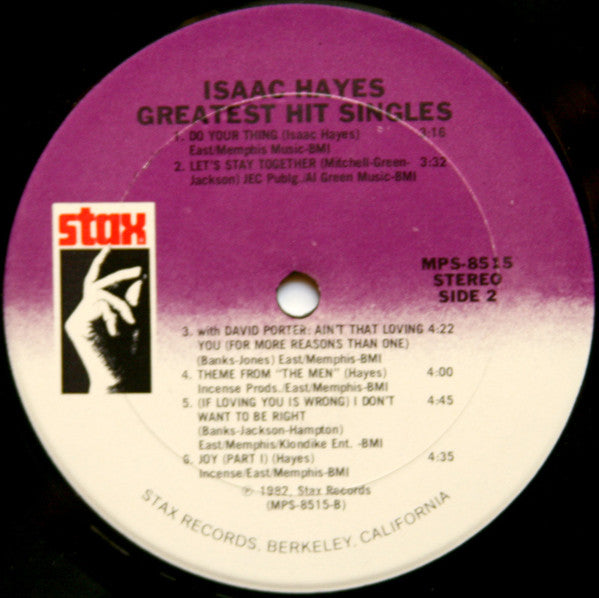 ISAAC HAYES
GREATEST HIT SINGLES
1. DO YOUR THING (Isaac Hayes) 3:16
East/Memphis Music-BMI
2. LET'S STAY TOGETHER (Mitchell-Green- 3:32
Jackson) JEC Publg./Al Green Music-BMI
stax
MPS-8515
STEREO
SIDE 2
3. with DAVID PORTER: AIN'T THAT LOVING 4:22
YOU (FOR MORE REASONS THAN ONE)
(Banks-Jones) East/Memphis-BMI
4. THEME FROM "THE MEN" (Hayes) 4:00
Incense Prods./East/Memphis-BMI
5. (IF LOVING YOU IS WRONG) I DON'T 4:45
WANT TO BE RIGHT
(Banks-Jackson-Hampton)
East/Memphis/Klondike Ent. -BMI
6. JOY (PART I) (Hayes) 4:35
Incense/East/Memphis-BMI
℗ 1982, Stax Records
(MPS-8515-B)
STAX RECORDS, BERKELEY, CALIFORNIA